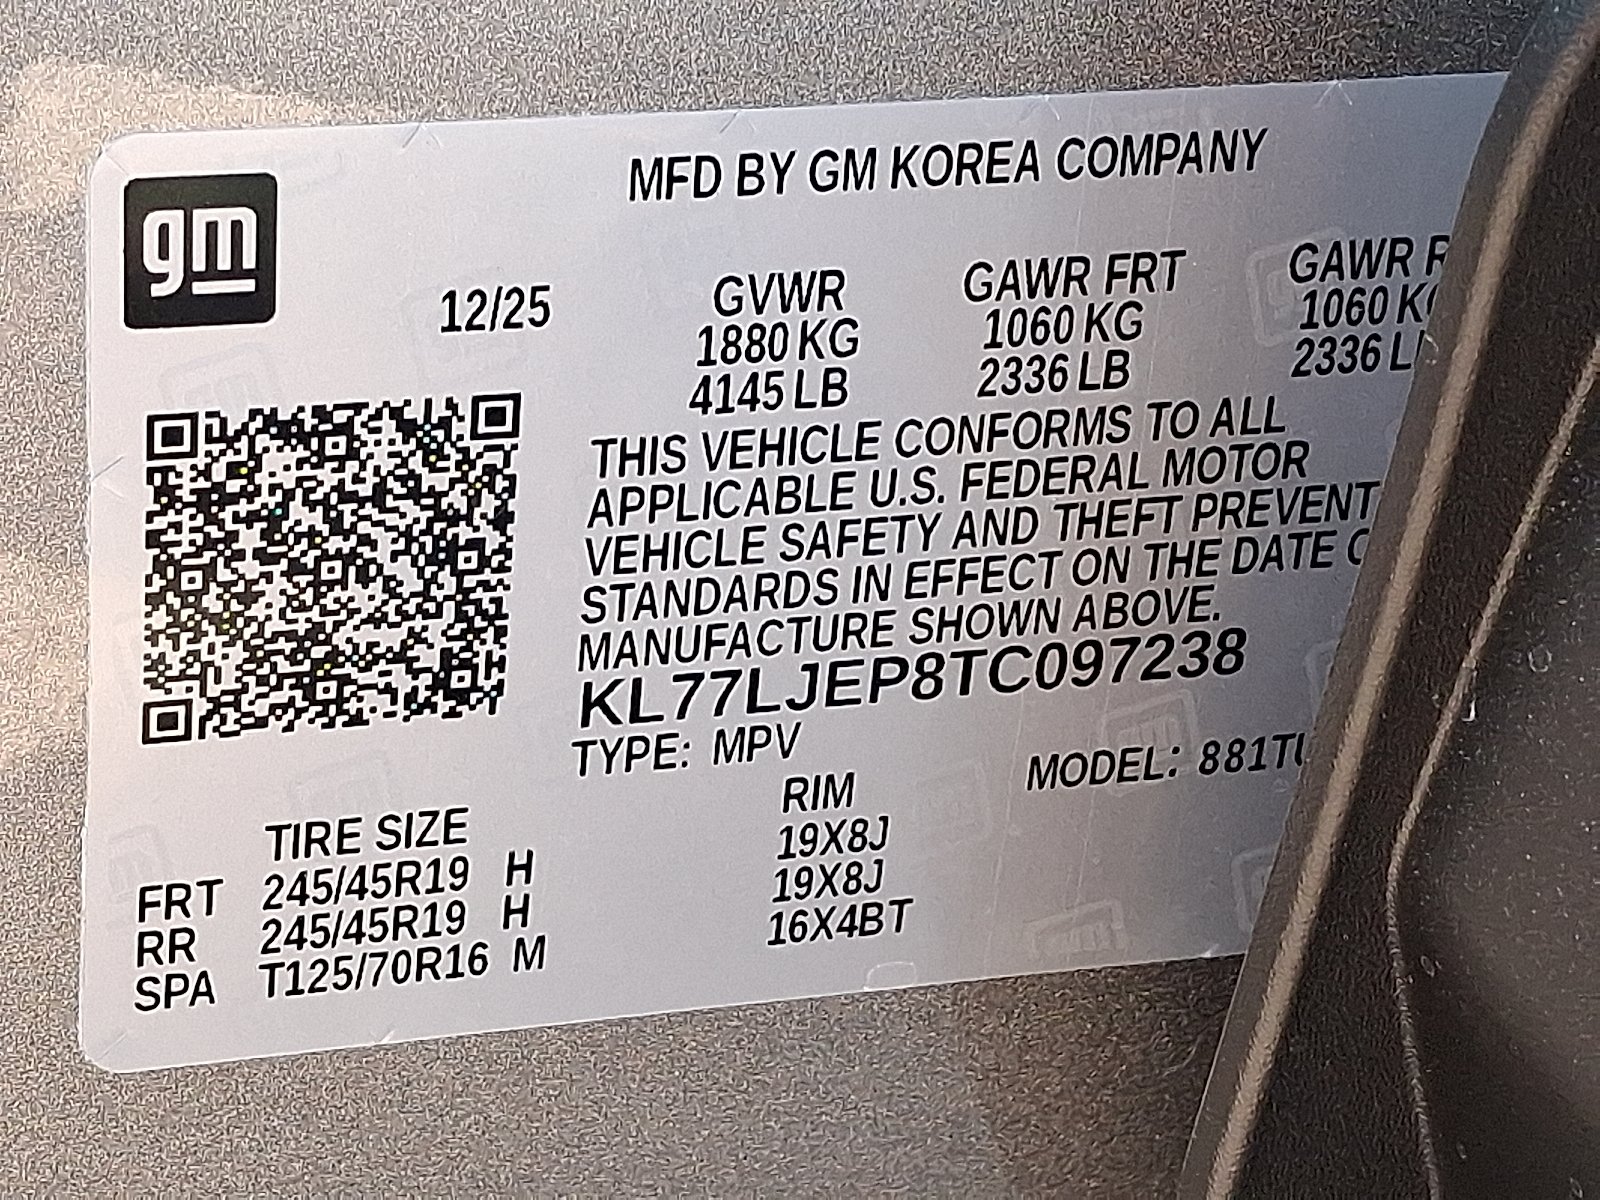 gm
MFD BY GM KOREA COMPANY
12/25
GVWR GAWR FRT GAWR
1880 KG 1060 KG 1060
4145 LB 2336 LB 2336
THIS VEHICLE CONFORMS TO ALL
APPLICABLE U.S. FEDERAL MOTOR
VEHICLE SAFETY AND THEFT PREVENT
STANDARDS IN EFFECT ON THE DATE
MANUFACTURE SHOWN ABOVE.
KL77LJEP8TC097238
TYPE: MPV MODEL: 881TU
TIRE SIZE RIM
FRT 245/45R19 H 19X8J
RR 245/45R19 H 19X8J
SPA T125/70R16 M 16X4BT